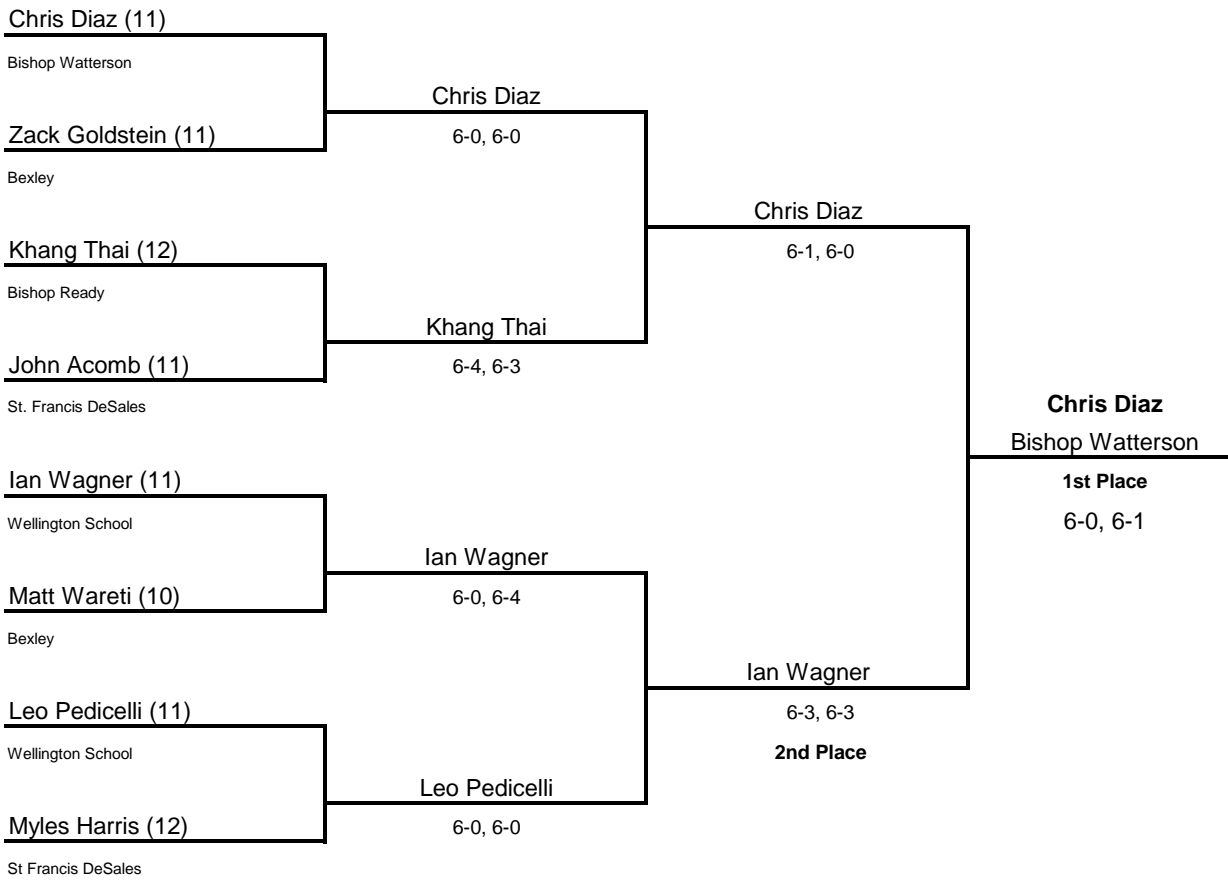 Chris Diaz (11)
Bishop Watterson
Chris Diaz
6-0, 6-0
Zack Goldstein (11)
Bexley
Chris Diaz
6-1, 6-0
Khang Thai (12)
Bishop Ready
Khang Thai
6-4, 6-3
John Acomb (11)
St. Francis DeSales
Chris Diaz
Bishop Watterson
1st Place
6-0, 6-1
Ian Wagner (11)
Wellington School
Ian Wagner
6-0, 6-4
Matt Wareti (10)
Bexley
Ian Wagner
6-3, 6-3
2nd Place
Leo Pedicelli (11)
Wellington School
Leo Pedicelli
6-0, 6-0
Myles Harris (12)
St Francis DeSales